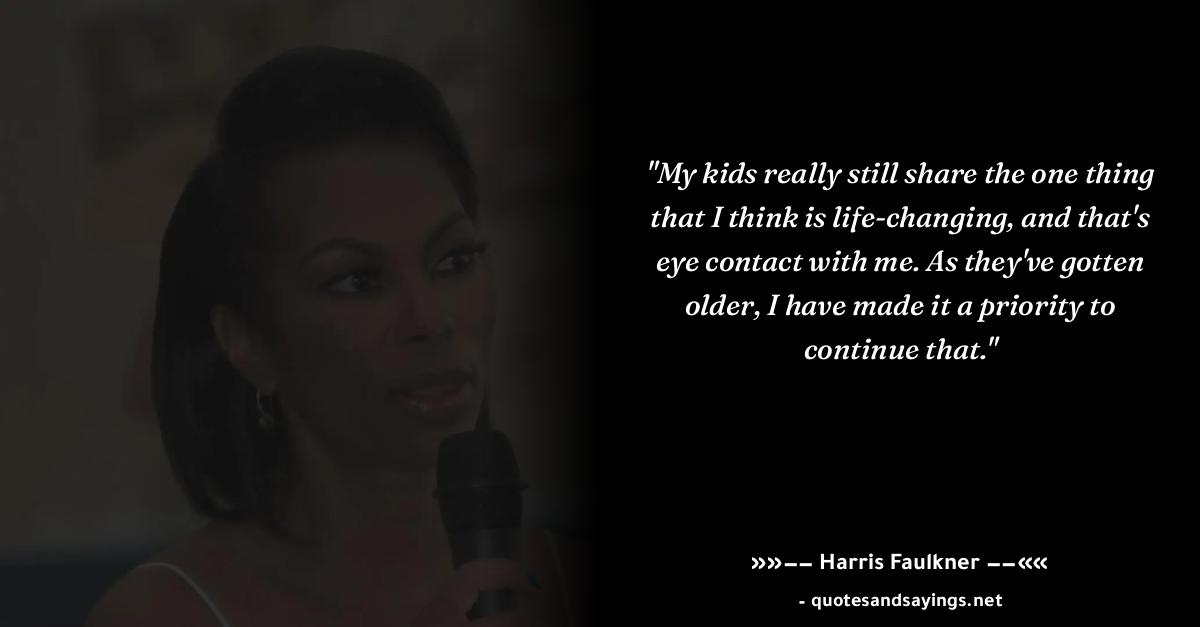 "My kids really still share the one thing
that I think is life-changing, and that's
eye contact with me. As they've gotten
older, I have made it a priority to
continue that."
»»–– Harris Faulkner ––««
- quotesandsayings.net